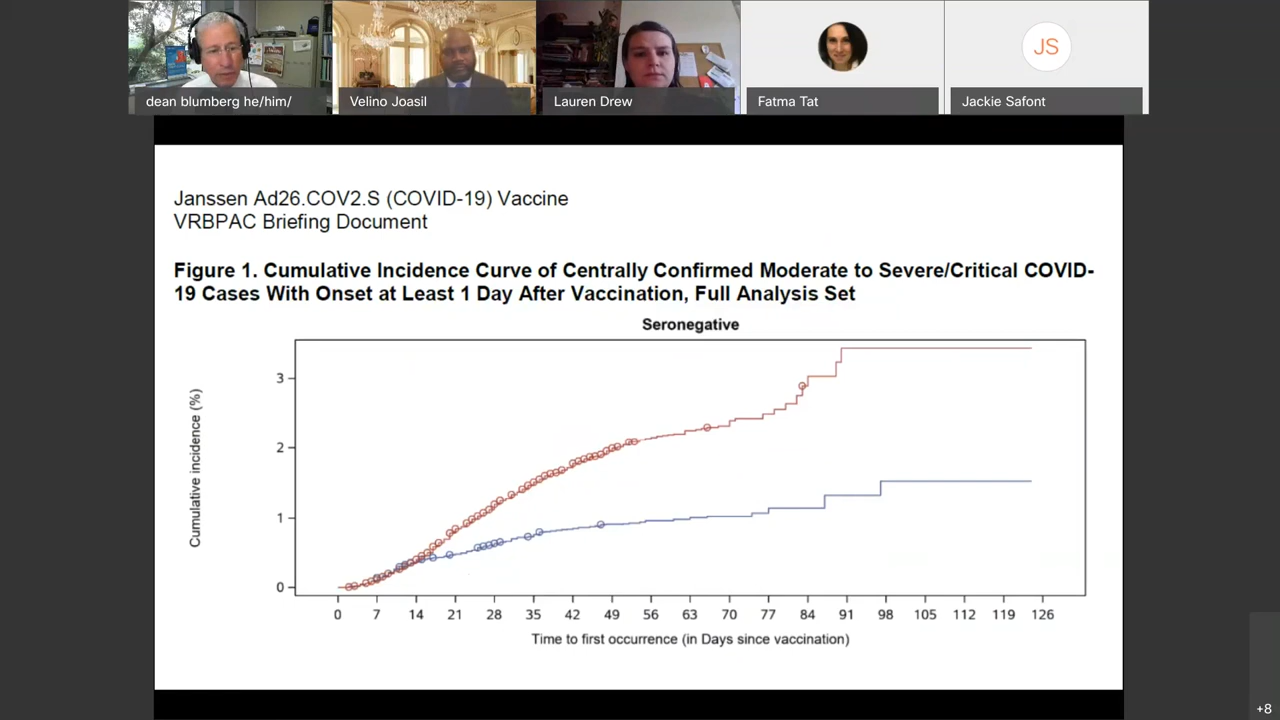 dean blumberg he/him/
Velino Joasil
Lauren Drew
Fatma Tat
JS
Jackie Safont
Janssen Ad26.COV2.S (COVID-19) Vaccine
VRBPAC Briefing Document
Figure 1. Cumulative Incidence Curve of Centrally Confirmed Moderate to Severe/Critical COVID-
19 Cases With Onset at Least 1 Day After Vaccination, Full Analysis Set
Seronegative
Cumulative incidence (%)
3
2
1
0
0 7 14 21 28 35 42 49 56 63 70 77 84 91 98 105 112 119 126
Time to first occurrence (in Days since vaccination)
+8